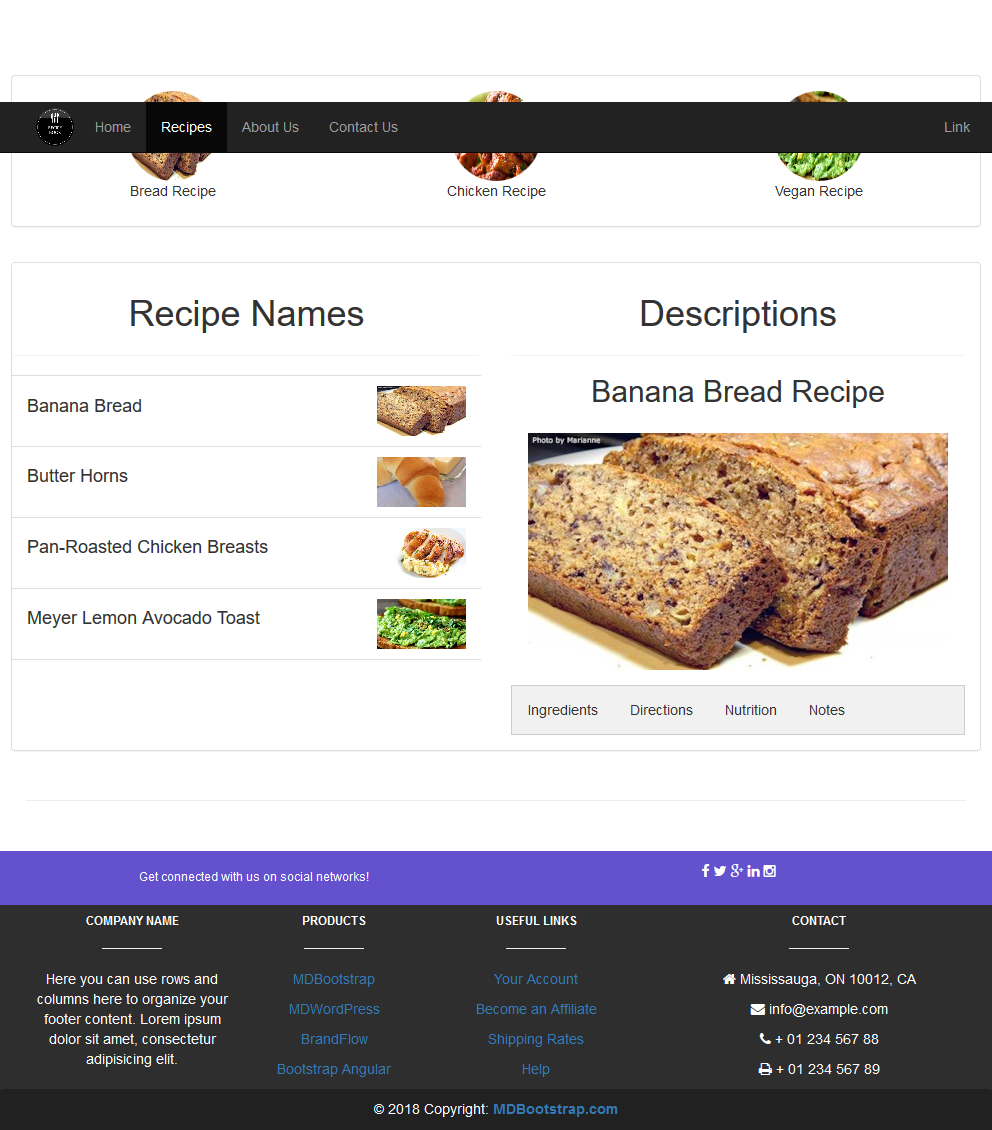 Home Recipes About Us Contact Us Link
Bread Recipe Chicken Recipe Vegan Recipe
Recipe Names
Banana Bread
Butter Horns
Pan-Roasted Chicken Breasts
Meyer Lemon Avocado Toast
Descriptions
Banana Bread Recipe
Photo by Marianne
Ingredients Directions Nutrition Notes
Get connected with us on social networks!
COMPANY NAME
Here you can use rows and
columns here to organize your
footer content. Lorem ipsum
dolor sit amet, consectetur
adipisicing elit.
PRODUCTS
MDBootstrap
MDWordPress
BrandFlow
Bootstrap Angular
USEFUL LINKS
Your Account
Become an Affiliate
Shipping Rates
Help
CONTACT
Mississauga, ON 10012, CA
info@example.com
+ 01 234 567 88
+ 01 234 567 89
© 2018 Copyright: MDBootstrap.com